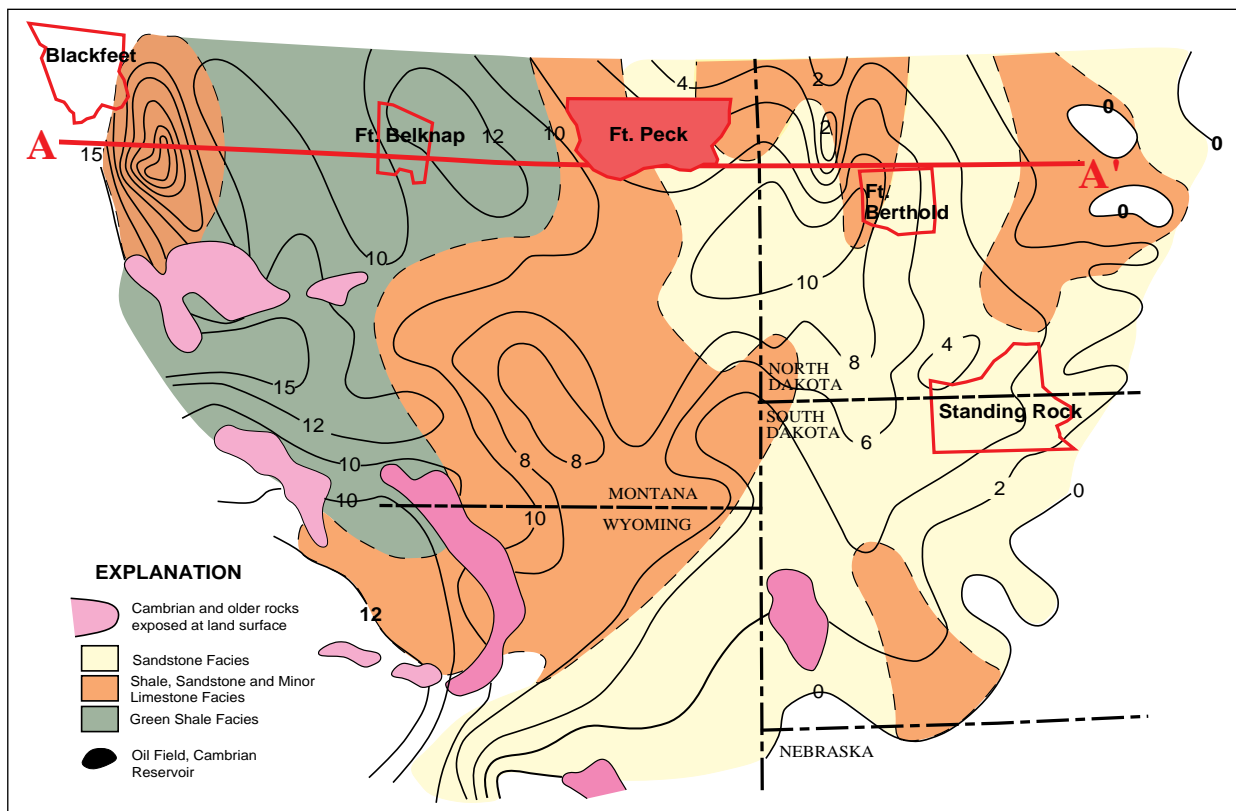 Blackfeet
4
2
0
Ft. Belknap
12
10
Ft. Peck
2
0
A
15
A'
Ft.
Berthold
0
10
10
8
4
15
NORTH
DAKOTA
12
SOUTH
DAKOTA
Standing Rock
6
10
8
8
2
0
10
10
MONTANA
WYOMING
EXPLANATION
12
Cambrian and older rocks
exposed at land surface
Sandstone Facies
Shale, Sandstone and Minor
Limestone Facies
0
Green Shale Facies
Oil Field, Cambrian
Reservoir
NEBRASKA